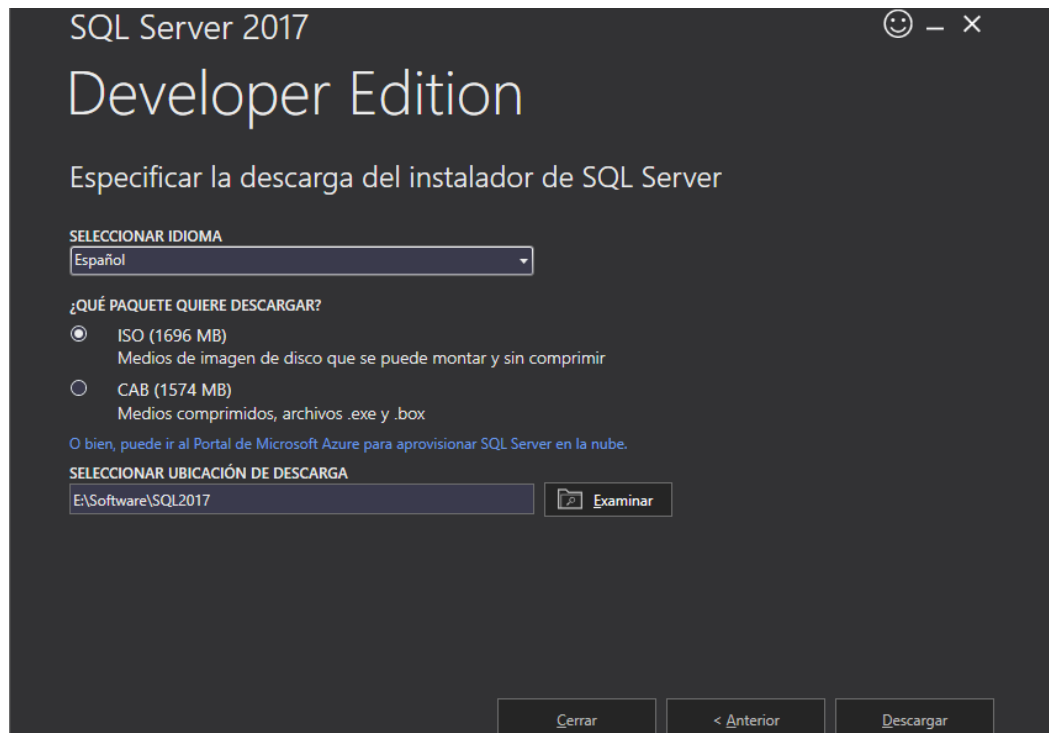 SQL Server 2017
Developer Edition
Especificar la descarga del instalador de SQL Server
SELECCIONAR IDIOMA
Español
¿QUÉ PAQUETE QUIERE DESCARGAR?
ISO (1696 MB)
Medios de imagen de disco que se puede montar y sin comprimir
CAB (1574 MB)
Medios comprimidos, archivos .exe y .box
O bien, puede ir al Portal de Microsoft Azure para aprovisionar SQL Server en la nube.
SELECCIONAR UBICACIÓN DE DESCARGA
E:\Software\SQL2017
Examinar
Cerrar
< Anterior
Descargar